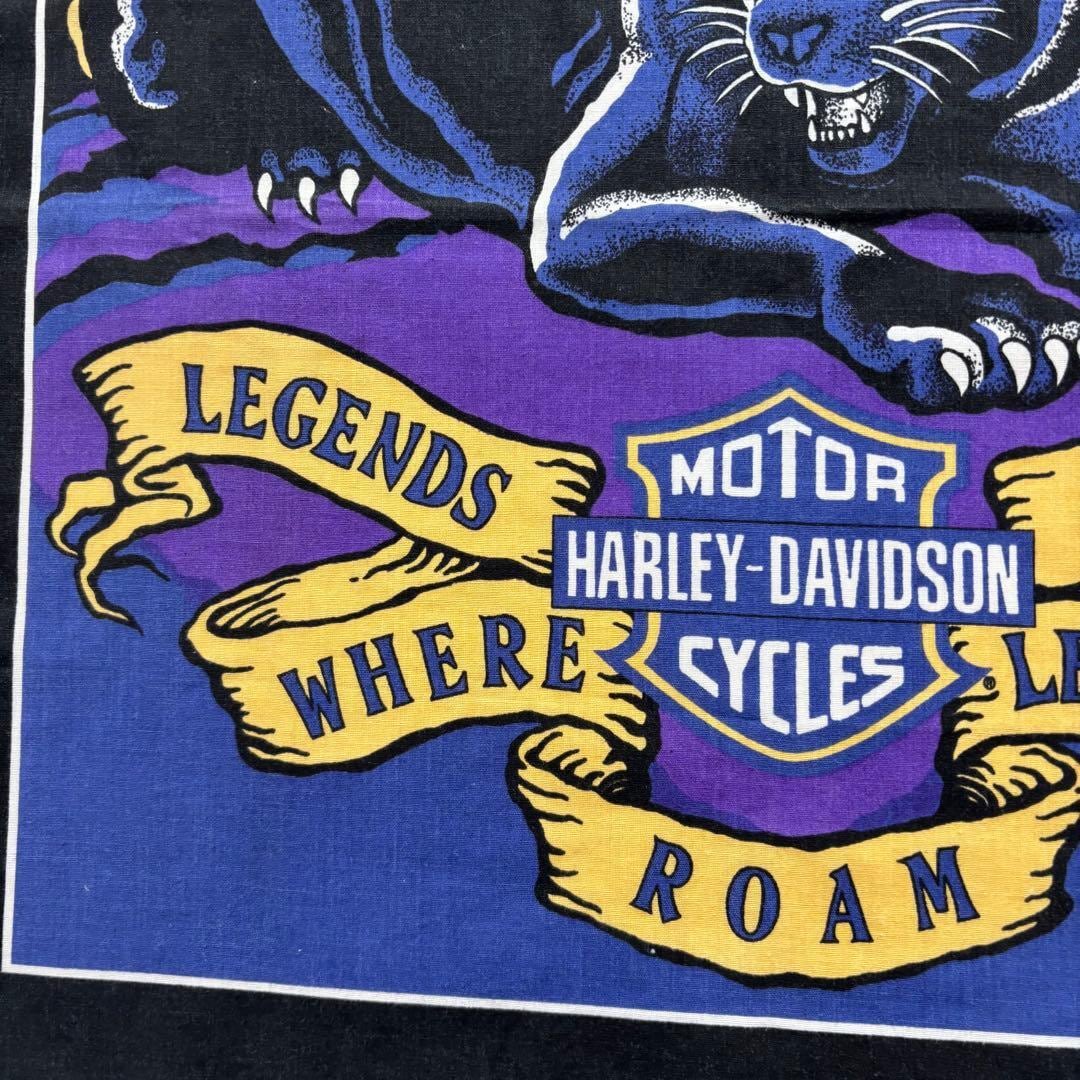 LEGENDS
MOTOR
HARLEY-DAVIDSON
CYCLES
®
WHERE
ROAM